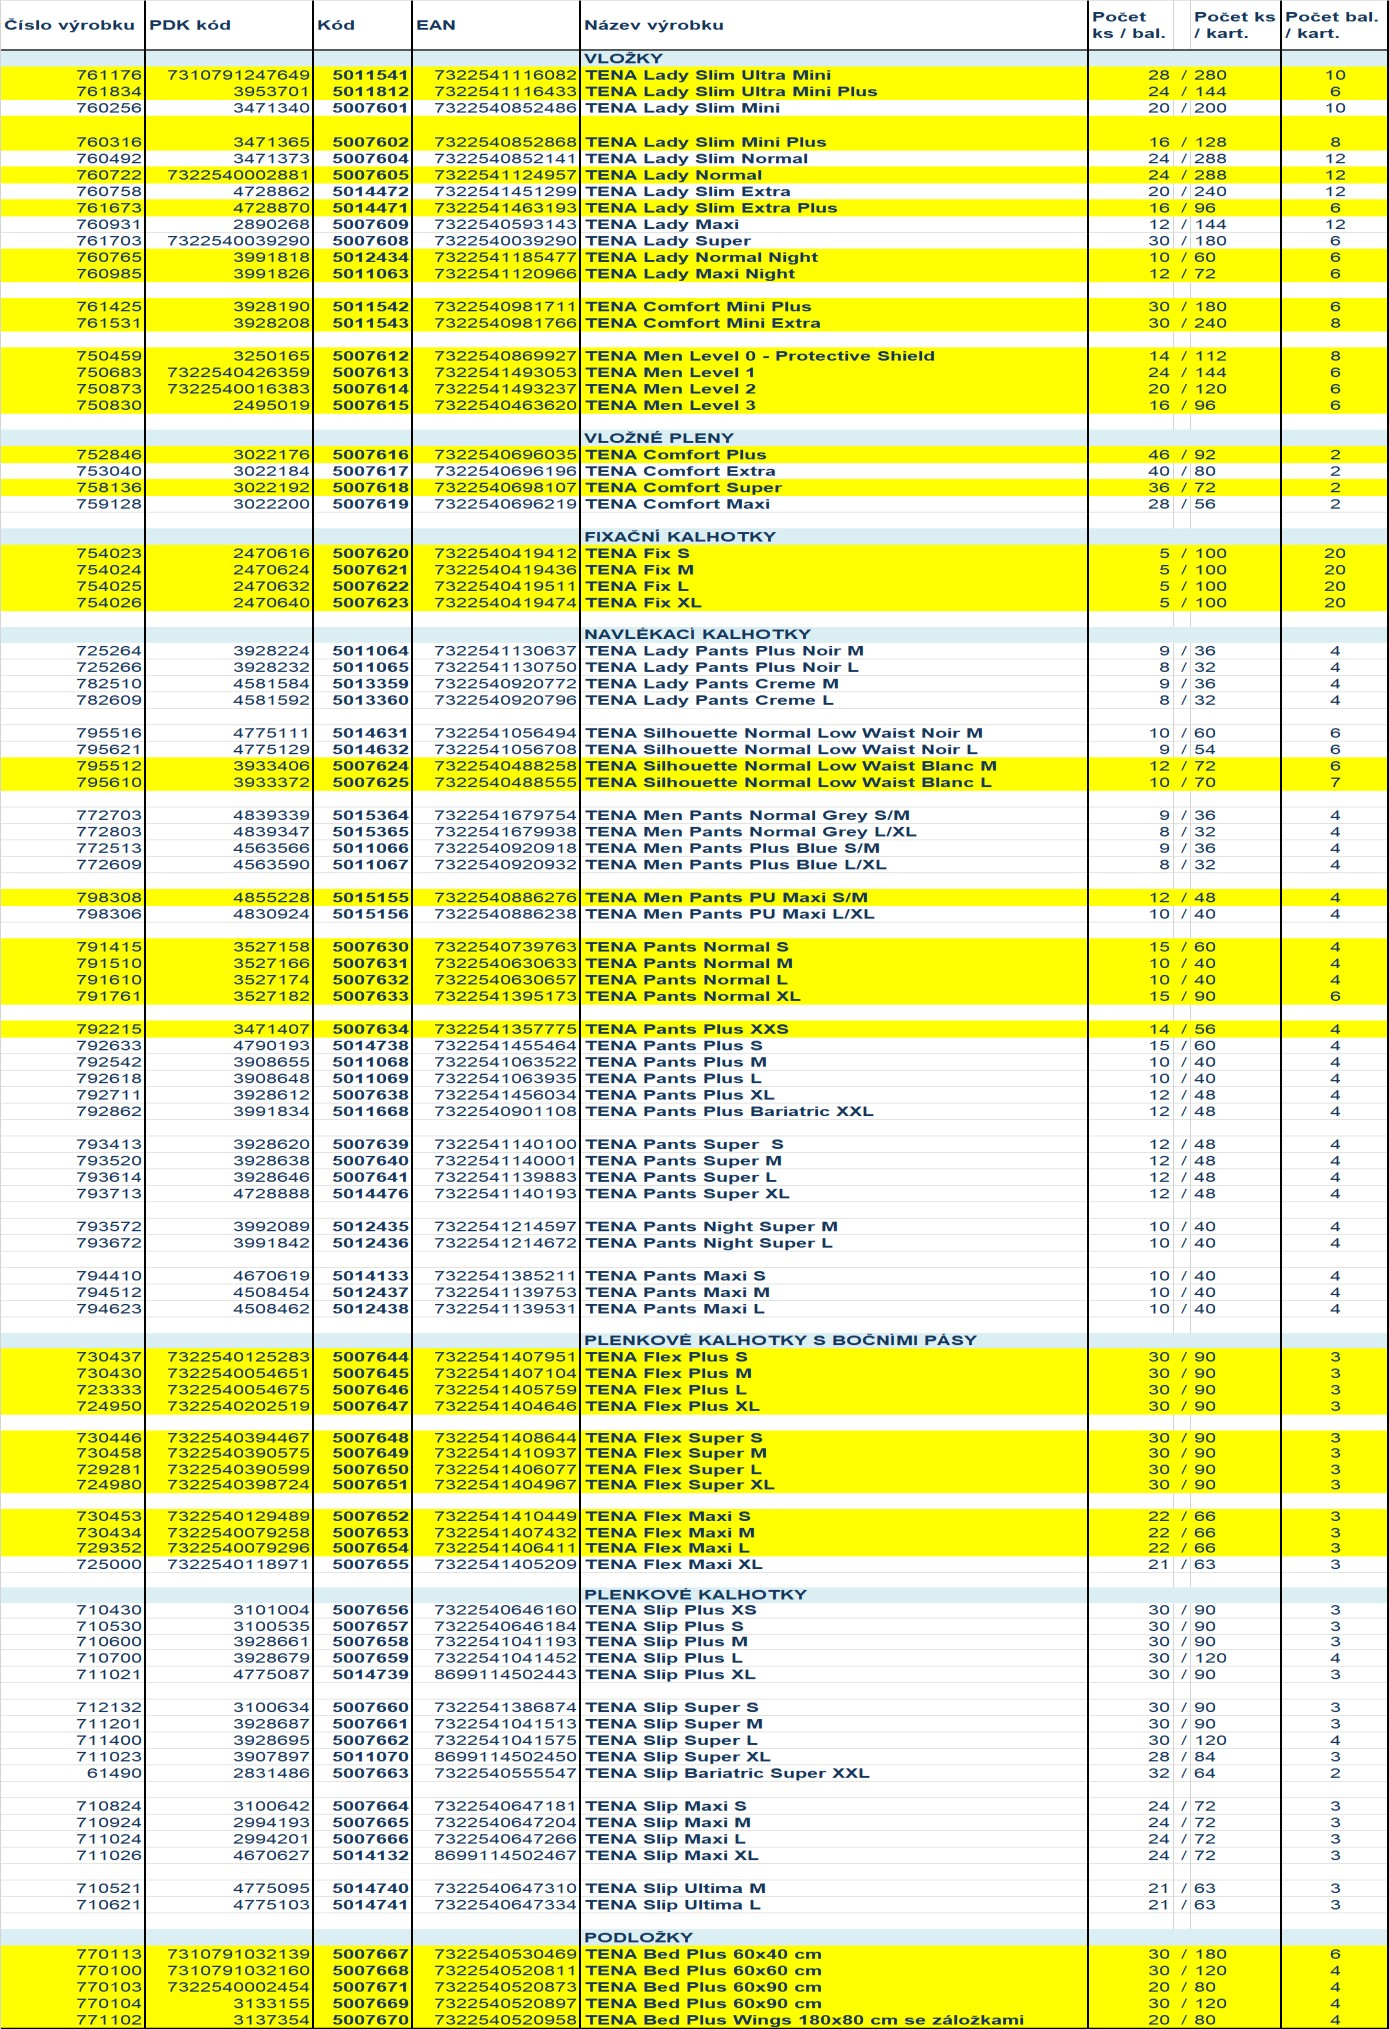 Číslo výrobku PDK kód Kód EAN Název výrobku Počet ks / bal. Počet ks / kart. Počet bal. / kart.
VLOŽKY
761176 7310791247649 5011541 7322541116082 TENA Lady Slim Ultra Mini 28 / 280 10
761834 3953701 5011812 7322541116433 TENA Lady Slim Ultra Mini Plus 24 / 144 6
760256 3471340 5007601 7322540852486 TENA Lady Slim Mini 20 / 200 10
760316 3471365 5007602 7322540852868 TENA Lady Slim Mini Plus 16 / 128 8
760492 3471373 5007604 7322540852141 TENA Lady Slim Normal 24 / 288 12
760722 7322540002881 5007605 7322541124957 TENA Lady Normal 24 / 288 12
760758 4728862 5014472 7322541451299 TENA Lady Slim Extra 20 / 240 12
761673 4728870 5014471 7322541463193 TENA Lady Slim Extra Plus 16 / 96 6
760931 2890268 5007609 7322540593143 TENA Lady Maxi 12 / 144 12
761703 7322540039290 5007608 7322540039290 TENA Lady Super 30 / 180 6
760765 3991818 5012434 7322541185477 TENA Lady Normal Night 10 / 60 6
760985 3991826 5011063 7322541120966 TENA Lady Maxi Night 12 / 72 6
761425 3928190 5011542 7322540981711 TENA Comfort Mini Plus 30 / 180 6
761531 3928208 5011543 7322540981766 TENA Comfort Mini Extra 30 / 240 8
750459 3250165 5007612 7322540869927 TENA Men Level 0 - Protective Shield 14 / 112 8
750683 7322540426359 5007613 7322541493053 TENA Men Level 1 24 / 144 6
750873 7322540016383 5007614 7322541493237 TENA Men Level 2 20 / 120 6
750830 2495019 5007615 7322540463620 TENA Men Level 3 16 / 96 6
VLOŽNÉ PLENY
752846 3022176 5007616 7322540696035 TENA Comfort Plus 46 / 92 2
753040 3022184 5007617 7322540696196 TENA Comfort Extra 40 / 80 2
758136 3022192 5007618 7322540698107 TENA Comfort Super 36 / 72 2
759128 3022200 5007619 7322540696219 TENA Comfort Maxi 28 / 56 2
FIXAČNÍ KALHOTKY
754023 2470616 5007620 7322540419412 TENA Fix S 5 / 100 20
754024 2470624 5007621 7322540419436 TENA Fix M 5 / 100 20
754025 2470632 5007622 7322540419511 TENA Fix L 5 / 100 20
754026 2470640 5007623 7322540419474 TENA Fix XL 5 / 100 20
NAVLÉKACÍ KALHOTKY
725264 3928224 5011064 7322541130637 TENA Lady Pants Plus Noir M 9 / 36 4
725266 3928232 5011065 7322541130750 TENA Lady Pants Plus Noir L 8 / 32 4
782510 4581584 5013359 7322540920772 TENA Lady Pants Creme M 9 / 36 4
782609 4581592 5013360 7322540920796 TENA Lady Pants Creme L 8 / 32 4
795516 4775111 5014631 7322541056494 TENA Silhouette Normal Low Waist Noir M 10 / 60 6
795621 4775129 5014632 7322541056708 TENA Silhouette Normal Low Waist Noir L 9 / 54 6
795512 3933406 5007624 7322540488258 TENA Silhouette Normal Low Waist Blanc M 12 / 72 6
795610 3933372 5007625 7322540488555 TENA Silhouette Normal Low Waist Blanc L 10 / 70 7
772703 4839339 5015364 7322541679754 TENA Men Pants Normal Grey S/M 9 / 36 4
772803 4839347 5015365 7322541679938 TENA Men Pants Normal Grey L/XL 8 / 32 4
772513 4563566 5011066 7322540920918 TENA Men Pants Plus Blue S/M 9 / 36 4
772609 4563590 5011067 7322540920932 TENA Men Pants Plus Blue L/XL 8 / 32 4
798308 4855228 5015155 7322540886276 TENA Men Pants PU Maxi S/M 12 / 48 4
798306 4830924 5015156 7322540886238 TENA Men Pants PU Maxi L/XL 10 / 40 4
791415 3527158 5007630 7322540739763 TENA Pants Normal S 15 / 60 4
791510 3527166 5007631 7322540630633 TENA Pants Normal M 10 / 40 4
791610 3527174 5007632 7322540630657 TENA Pants Normal L 10 / 40 4
791761 3527182 5007633 7322541395173 TENA Pants Normal XL 15 / 90 6
792215 3471407 5007634 7322541357775 TENA Pants Plus XXS 14 / 56 4
792633 4790193 5014738 7322541455464 TENA Pants Plus S 15 / 60 4
792542 3908655 5011068 7322541063522 TENA Pants Plus M 10 / 40 4
792618 3908648 5011069 7322541063935 TENA Pants Plus L 10 / 40 4
792711 3928612 5007638 7322541456034 TENA Pants Plus XL 12 / 48 4
792862 3991834 5011668 7322540901108 TENA Pants Plus Bariatric XXL 12 / 48 4
793413 3928620 5007639 7322541140100 TENA Pants Super S 12 / 48 4
793520 3928638 5007640 7322541140001 TENA Pants Super M 12 / 48 4
793614 3928646 5007641 7322541139883 TENA Pants Super L 12 / 48 4
793713 4728888 5014476 7322541140193 TENA Pants Super XL 12 / 48 4
793572 3992089 5012435 7322541214597 TENA Pants Night Super M 10 / 40 4
793672 3991842 5012436 7322541214672 TENA Pants Night Super L 10 / 40 4
794410 4670619 5014133 7322541385211 TENA Pants Maxi S 10 / 40 4
794512 4508454 5012437 7322541139753 TENA Pants Maxi M 10 / 40 4
794623 4508462 5012438 7322541139531 TENA Pants Maxi L 10 / 40 4
PLENKOVÉ KALHOTKY S BOČNÍMI PÁSY
730437 7322540125283 5007644 7322541407951 TENA Flex Plus S 30 / 90 3
730430 7322540054651 5007645 7322541407104 TENA Flex Plus M 30 / 90 3
723333 7322540054675 5007646 7322541405759 TENA Flex Plus L 30 / 90 3
724950 7322540202519 5007647 7322541404646 TENA Flex Plus XL 30 / 90 3
730446 7322540394467 5007648 7322541408644 TENA Flex Super S 30 / 90 3
730458 7322540390575 5007649 7322541410937 TENA Flex Super M 30 / 90 3
729281 7322540390599 5007650 7322541406077 TENA Flex Super L 30 / 90 3
724980 7322540398724 5007651 7322541404967 TENA Flex Super XL 30 / 90 3
730453 7322540129489 5007652 7322541410449 TENA Flex Maxi S 22 / 66 3
730434 7322540079258 5007653 7322541407432 TENA Flex Maxi M 22 / 66 3
729352 7322540079296 5007654 7322541406411 TENA Flex Maxi L 22 / 66 3
725000 7322540118971 5007655 7322541405209 TENA Flex Maxi XL 21 / 63 3
PLENKOVÉ KALHOTKY
710430 3101004 5007656 7322540646160 TENA Slip Plus XS 30 / 90 3
710530 3100535 5007657 7322540646184 TENA Slip Plus S 30 / 90 3
710600 3928661 5007658 7322541041193 TENA Slip Plus M 30 / 90 3
710700 3928679 5007659 7322541041452 TENA Slip Plus L 30 / 120 4
711021 4775087 5014739 8699114502443 TENA Slip Plus XL 30 / 90 3
712132 3100634 5007660 7322541386874 TENA Slip Super S 30 / 90 3
711201 3928687 5007661 7322541041513 TENA Slip Super M 30 / 90 3
711400 3928695 5007662 7322541041575 TENA Slip Super L 30 / 120 4
711023 3907897 5011070 8699114502450 TENA Slip Super XL 28 / 84 3
61490 2831486 5007663 7322540555547 TENA Slip Bariatric Super XXL 32 / 64 2
710824 3100642 5007664 7322540647181 TENA Slip Maxi S 24 / 72 3
710924 2994193 5007665 7322540647204 TENA Slip Maxi M 24 / 72 3
711024 2994201 5007666 7322540647266 TENA Slip Maxi L 24 / 72 3
711026 4670627 5014132 8699114502467 TENA Slip Maxi XL 24 / 72 3
710521 4775095 5014740 7322540647310 TENA Slip Ultima M 21 / 63 3
710621 4775103 5014741 7322540647334 TENA Slip Ultima L 21 / 63 3
PODLOŽKY
770113 7310791032139 5007667 7322540530469 TENA Bed Plus 60x40 cm 30 / 180 6
770100 7310791032160 5007668 7322540520811 TENA Bed Plus 60x60 cm 30 / 120 4
770103 7322540002454 5007671 7322540520873 TENA Bed Plus 60x90 cm 20 / 80 4
770104 3133155 5007669 7322540520897 TENA Bed Plus 60x90 cm 30 / 120 4
771102 3137354 5007670 7322540520958 TENA Bed Plus Wings 180x80 cm se záložkami 20 / 80 4